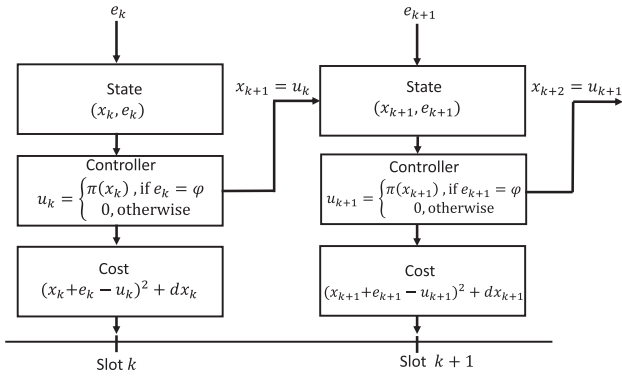 e_k
State
(x_k, e_k)
Controller
u_k = {π(x_k) , if e_k = φ
0, otherwise
Cost
(x_k+e_k − u_k)² + dx_k
Slot k
x_{k+1} = u_k
e_{k+1}
State
(x_{k+1}, e_{k+1})
Controller
u_{k+1} = {π(x_{k+1}) , if e_{k+1} = φ
0, otherwise
Cost
(x_{k+1}+e_{k+1} − u_{k+1})² + dx_{k+1}
Slot k + 1
x_{k+2} = u_{k+1}